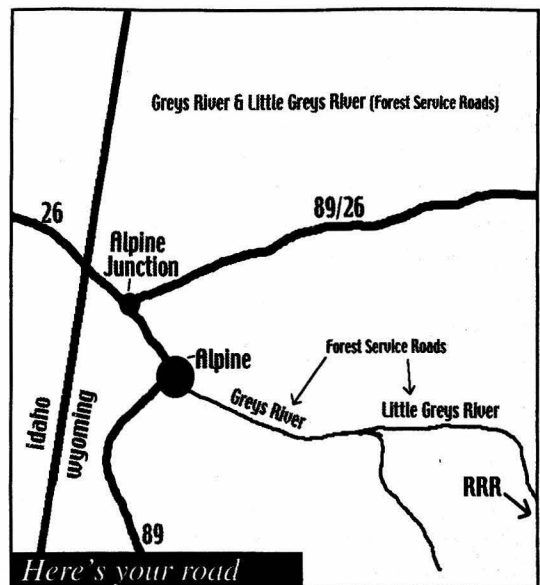 Greys River & Little Greys River (Forest Service Roads)
26
89/26
Alpine
Junction
Alpine
Forest Service Roads
Greys River
Little Greys River
idaho
wyoming
RRR
89
Here's your road